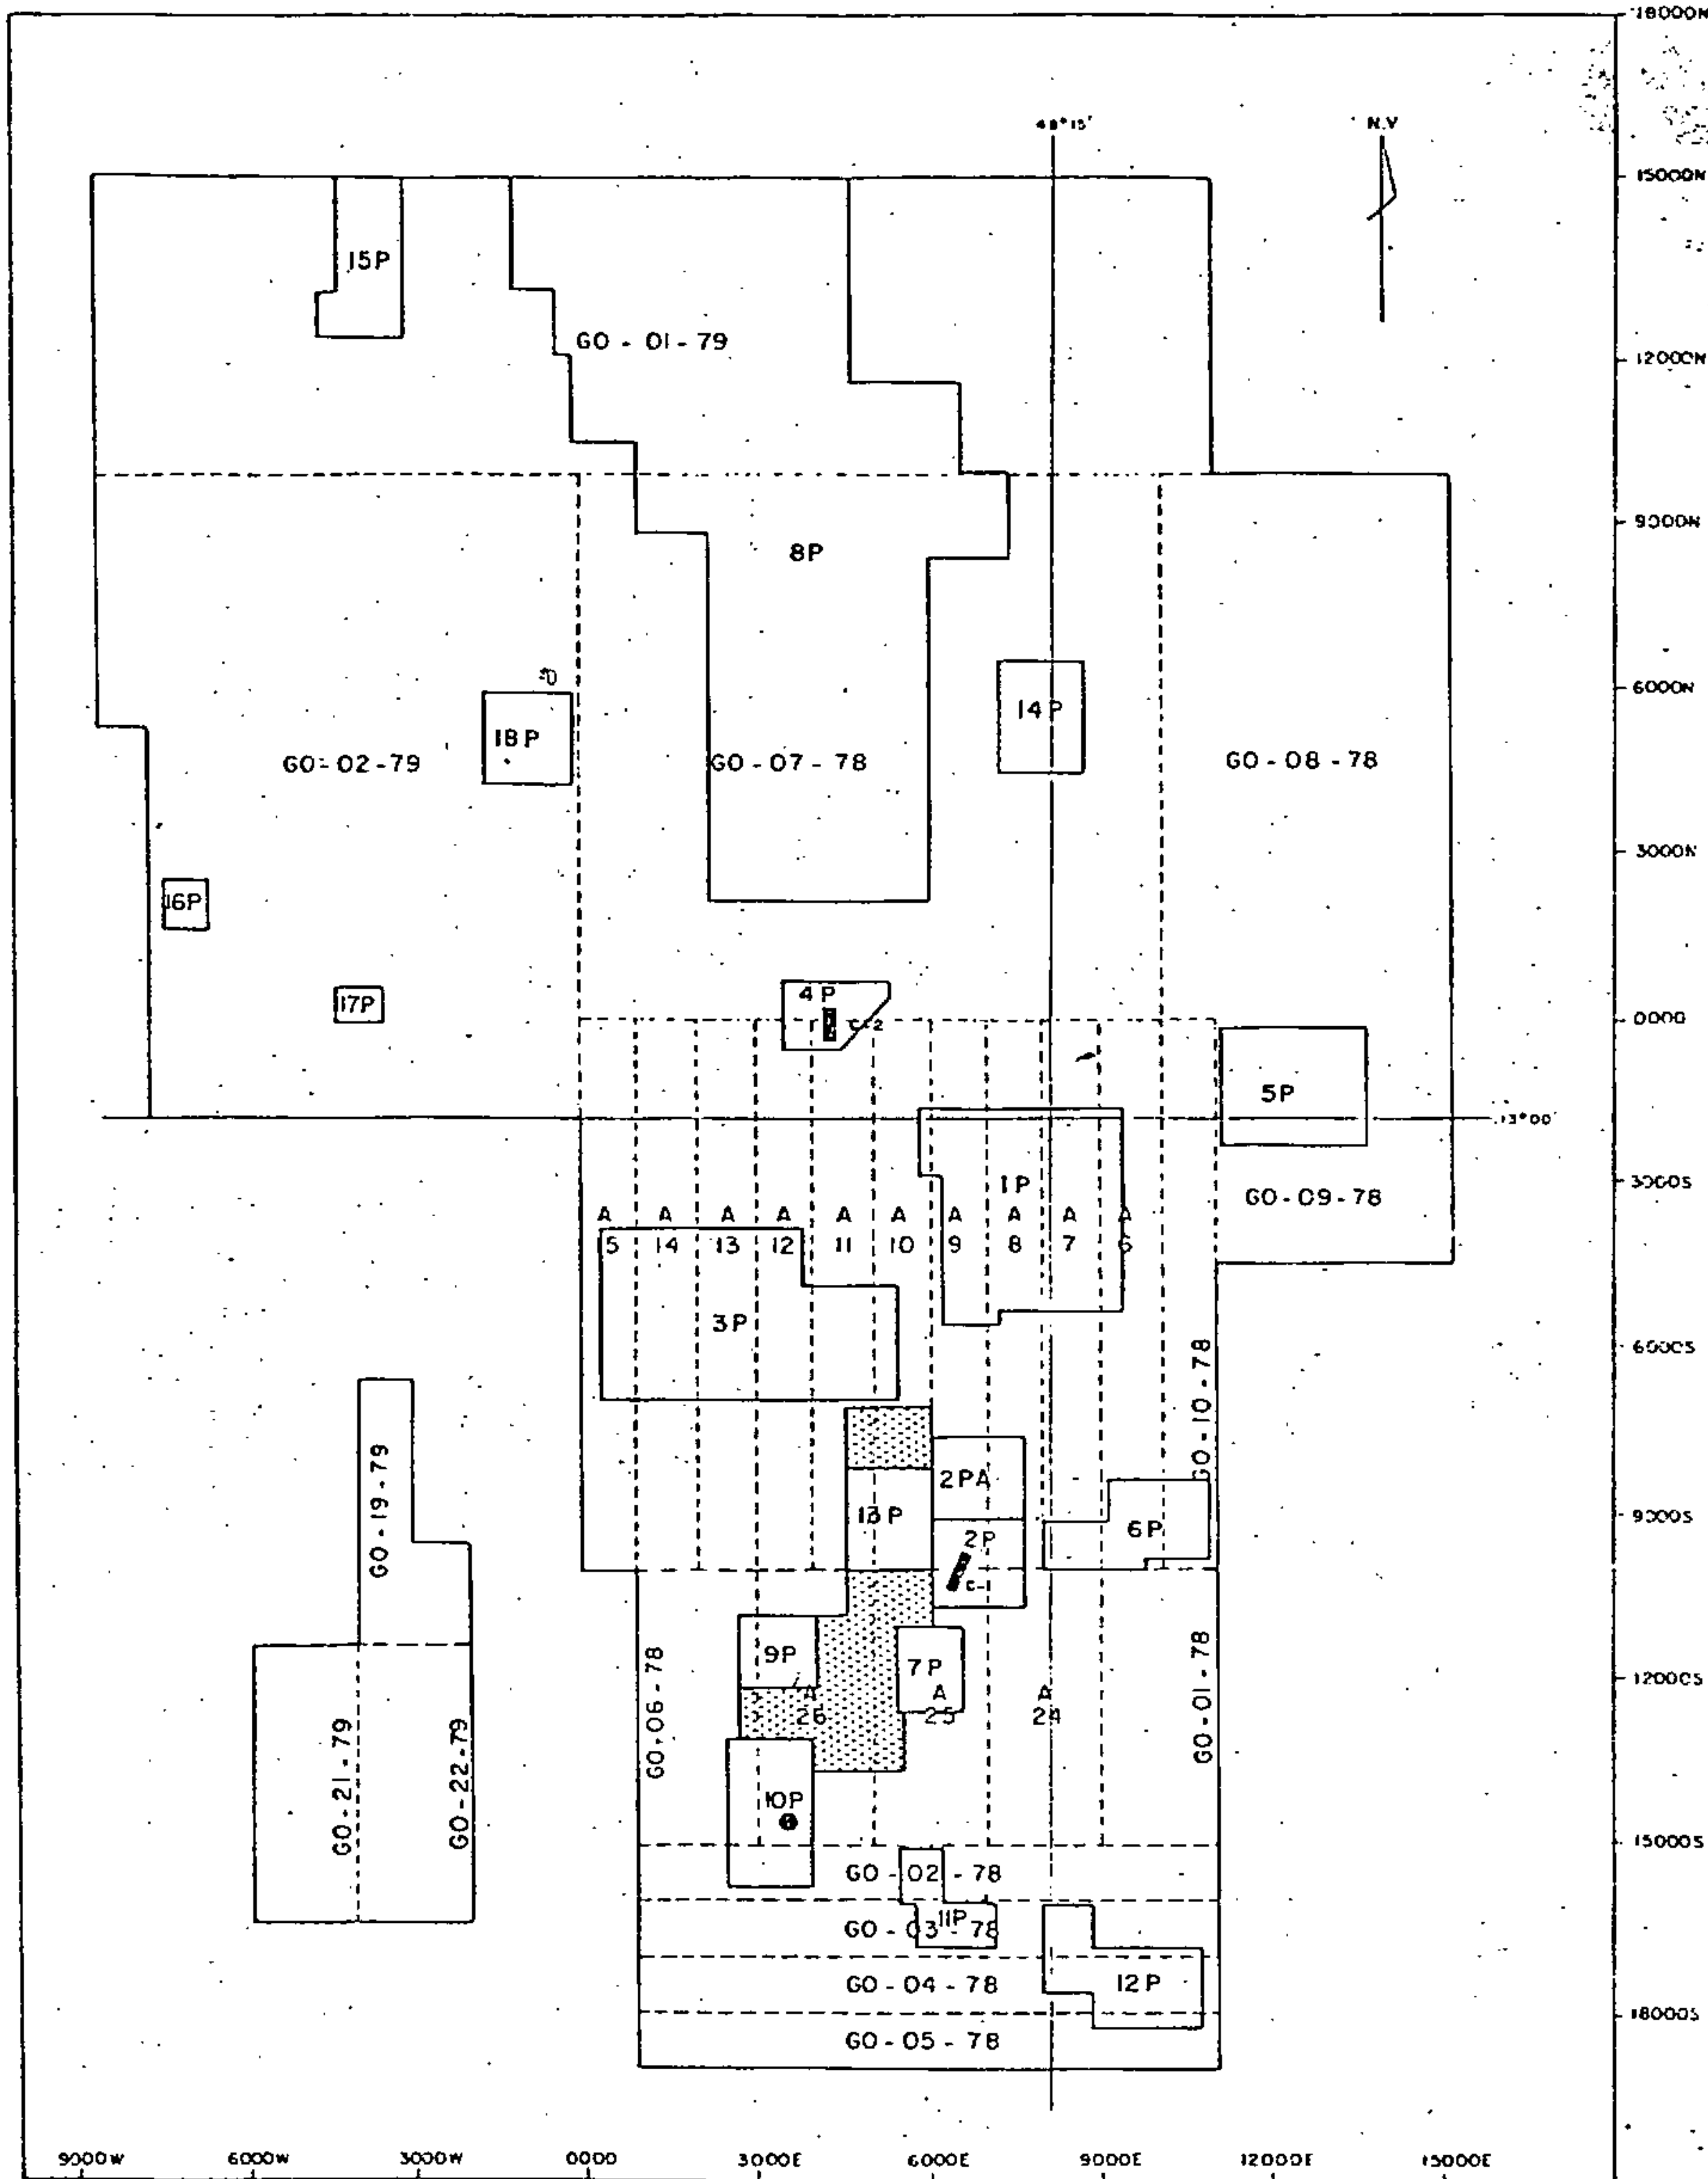 18000N
48°15'
N.V
15000N
15P
GO - 01 - 79
12000N
9000N
8P
6000N
14P
18P
GO - 02 - 79
GO - 07 - 78
GO - 08 - 78
3000N
16P
17P
4P
C-2
0000
5P
13°00'
1P
3000S
GO - 09 - 78
A A A A A A A A A A
5 14 13 12 11 10 9 8 7 6
3P
6000S
GO - 10 - 78
GO - 19 - 79
2PA
13P
2P
6P
9000S
C-
9P
7P
GO - 06 - 78
GO - 01 - 78
12000S
A A A
26 25 24
GO - 21 - 79
GO - 22 - 79
10P
15000S
GO - 02 - 78
11P
GO - 03 - 78
12P
GO - 04 - 78
18000S
GO - 05 - 78
9000W 6000W 3000W 0000 3000E 6000E 9000E 12000E 15000E